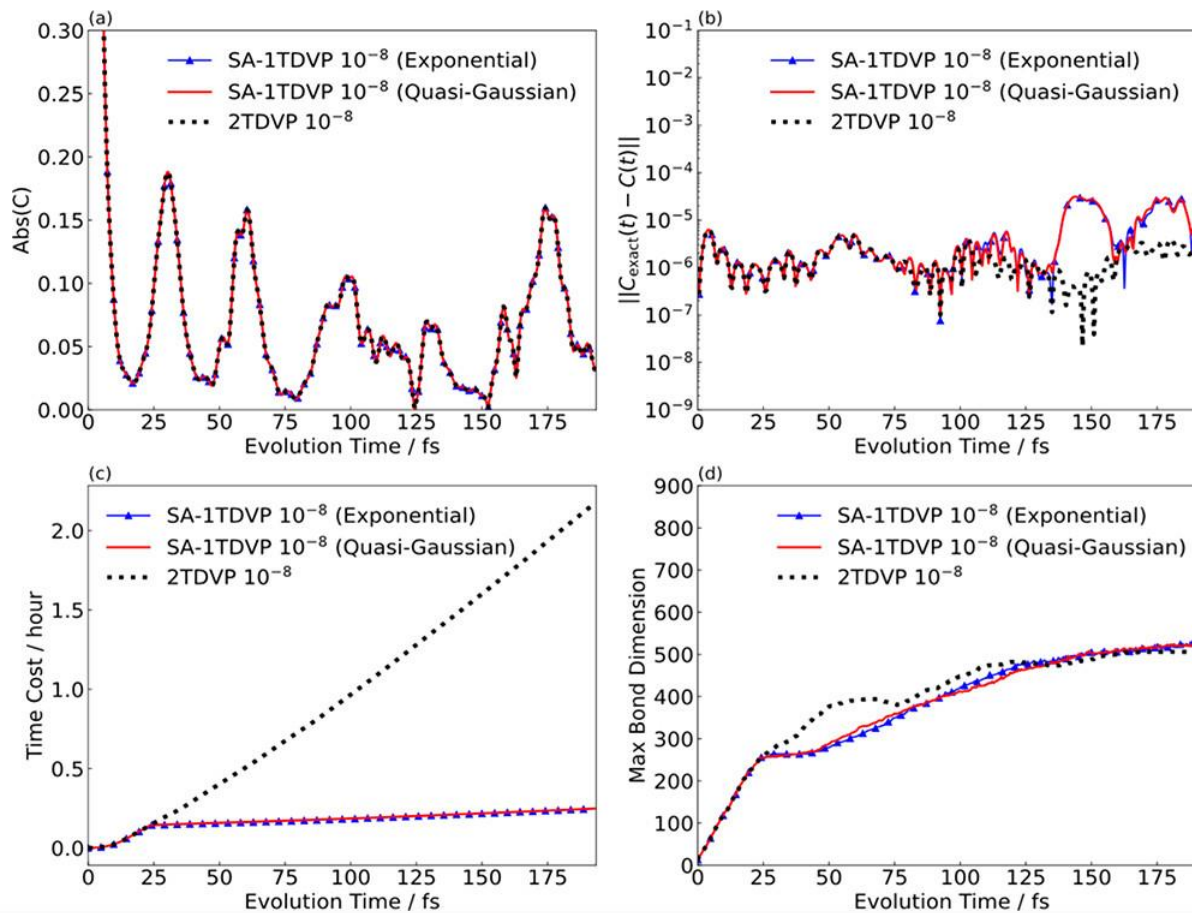 (a)
0.30
0.25
0.20
0.15
0.10
0.05
0.00
Abs(C)
SA-1TDVP 10⁻⁸ (Exponential)
SA-1TDVP 10⁻⁸ (Quasi-Gaussian)
2TDVP 10⁻⁸
0 25 50 75 100 125 150 175
Evolution Time / fs
(b)
10⁻¹
10⁻²
10⁻³
10⁻⁴
10⁻⁵
10⁻⁶
10⁻⁷
10⁻⁸
10⁻⁹
||C_exact(t) − C(t)||
SA-1TDVP 10⁻⁸ (Exponential)
SA-1TDVP 10⁻⁸ (Quasi-Gaussian)
2TDVP 10⁻⁸
0 25 50 75 100 125 150 175
Evolution Time / fs
(c)
2.0
1.5
1.0
0.5
0.0
Time Cost / hour
SA-1TDVP 10⁻⁸ (Exponential)
SA-1TDVP 10⁻⁸ (Quasi-Gaussian)
2TDVP 10⁻⁸
0 25 50 75 100 125 150 175
Evolution Time / fs
(d)
900
800
700
600
500
400
300
200
100
0
Max Bond Dimension
SA-1TDVP 10⁻⁸ (Exponential)
SA-1TDVP 10⁻⁸ (Quasi-Gaussian)
2TDVP 10⁻⁸
0 25 50 75 100 125 150 175
Evolution Time / fs